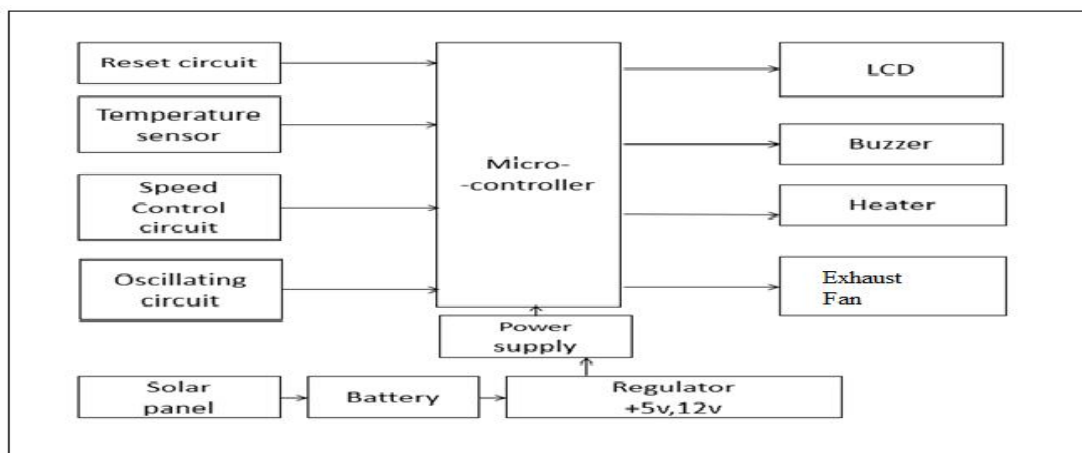 Reset circuit
Temperature
sensor
Speed
Control
circuit
Oscillating
circuit
Micro-
-controller
LCD
Buzzer
Heater
Exhaust
Fan
Power
supply
Solar
panel
Battery
Regulator
+5v,12v